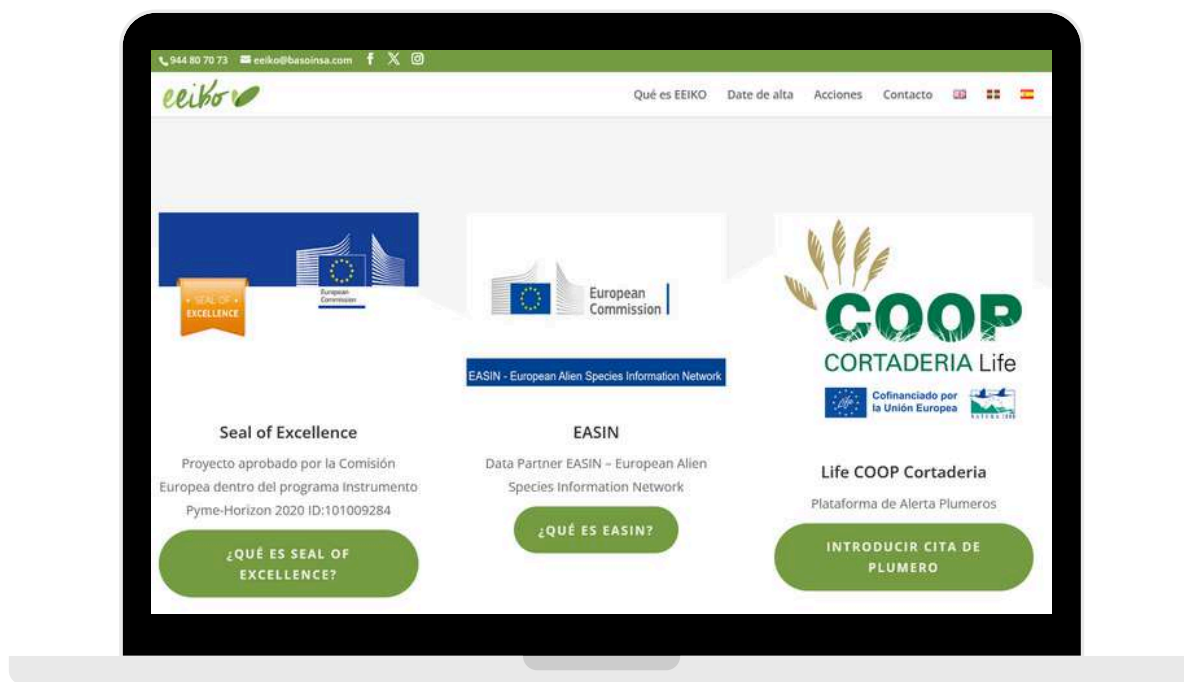 944 80 70 73 eeiko@basoinsa.com
eeiko
Qué es EEIKO Date de alta Acciones Contacto
SEAL OF
EXCELLENCE
European
Commission
European
Commission
EASIN - European Alien Species Information Network
COOP
CORTADERIA Life
Life
Cofinanciado por
la Unión Europea
NATURA 2000
Seal of Excellence
Proyecto aprobado por la Comisión
Europea dentro del programa Instrumento
Pyme-Horizon 2020 ID:101009284
¿QUÉ ES SEAL OF
EXCELLENCE?
EASIN
Data Partner EASIN – European Alien
Species Information Network
¿QUÉ ES EASIN?
Life COOP Cortaderia
Plataforma de Alerta Plumeros
INTRODUCIR CITA DE
PLUMERO